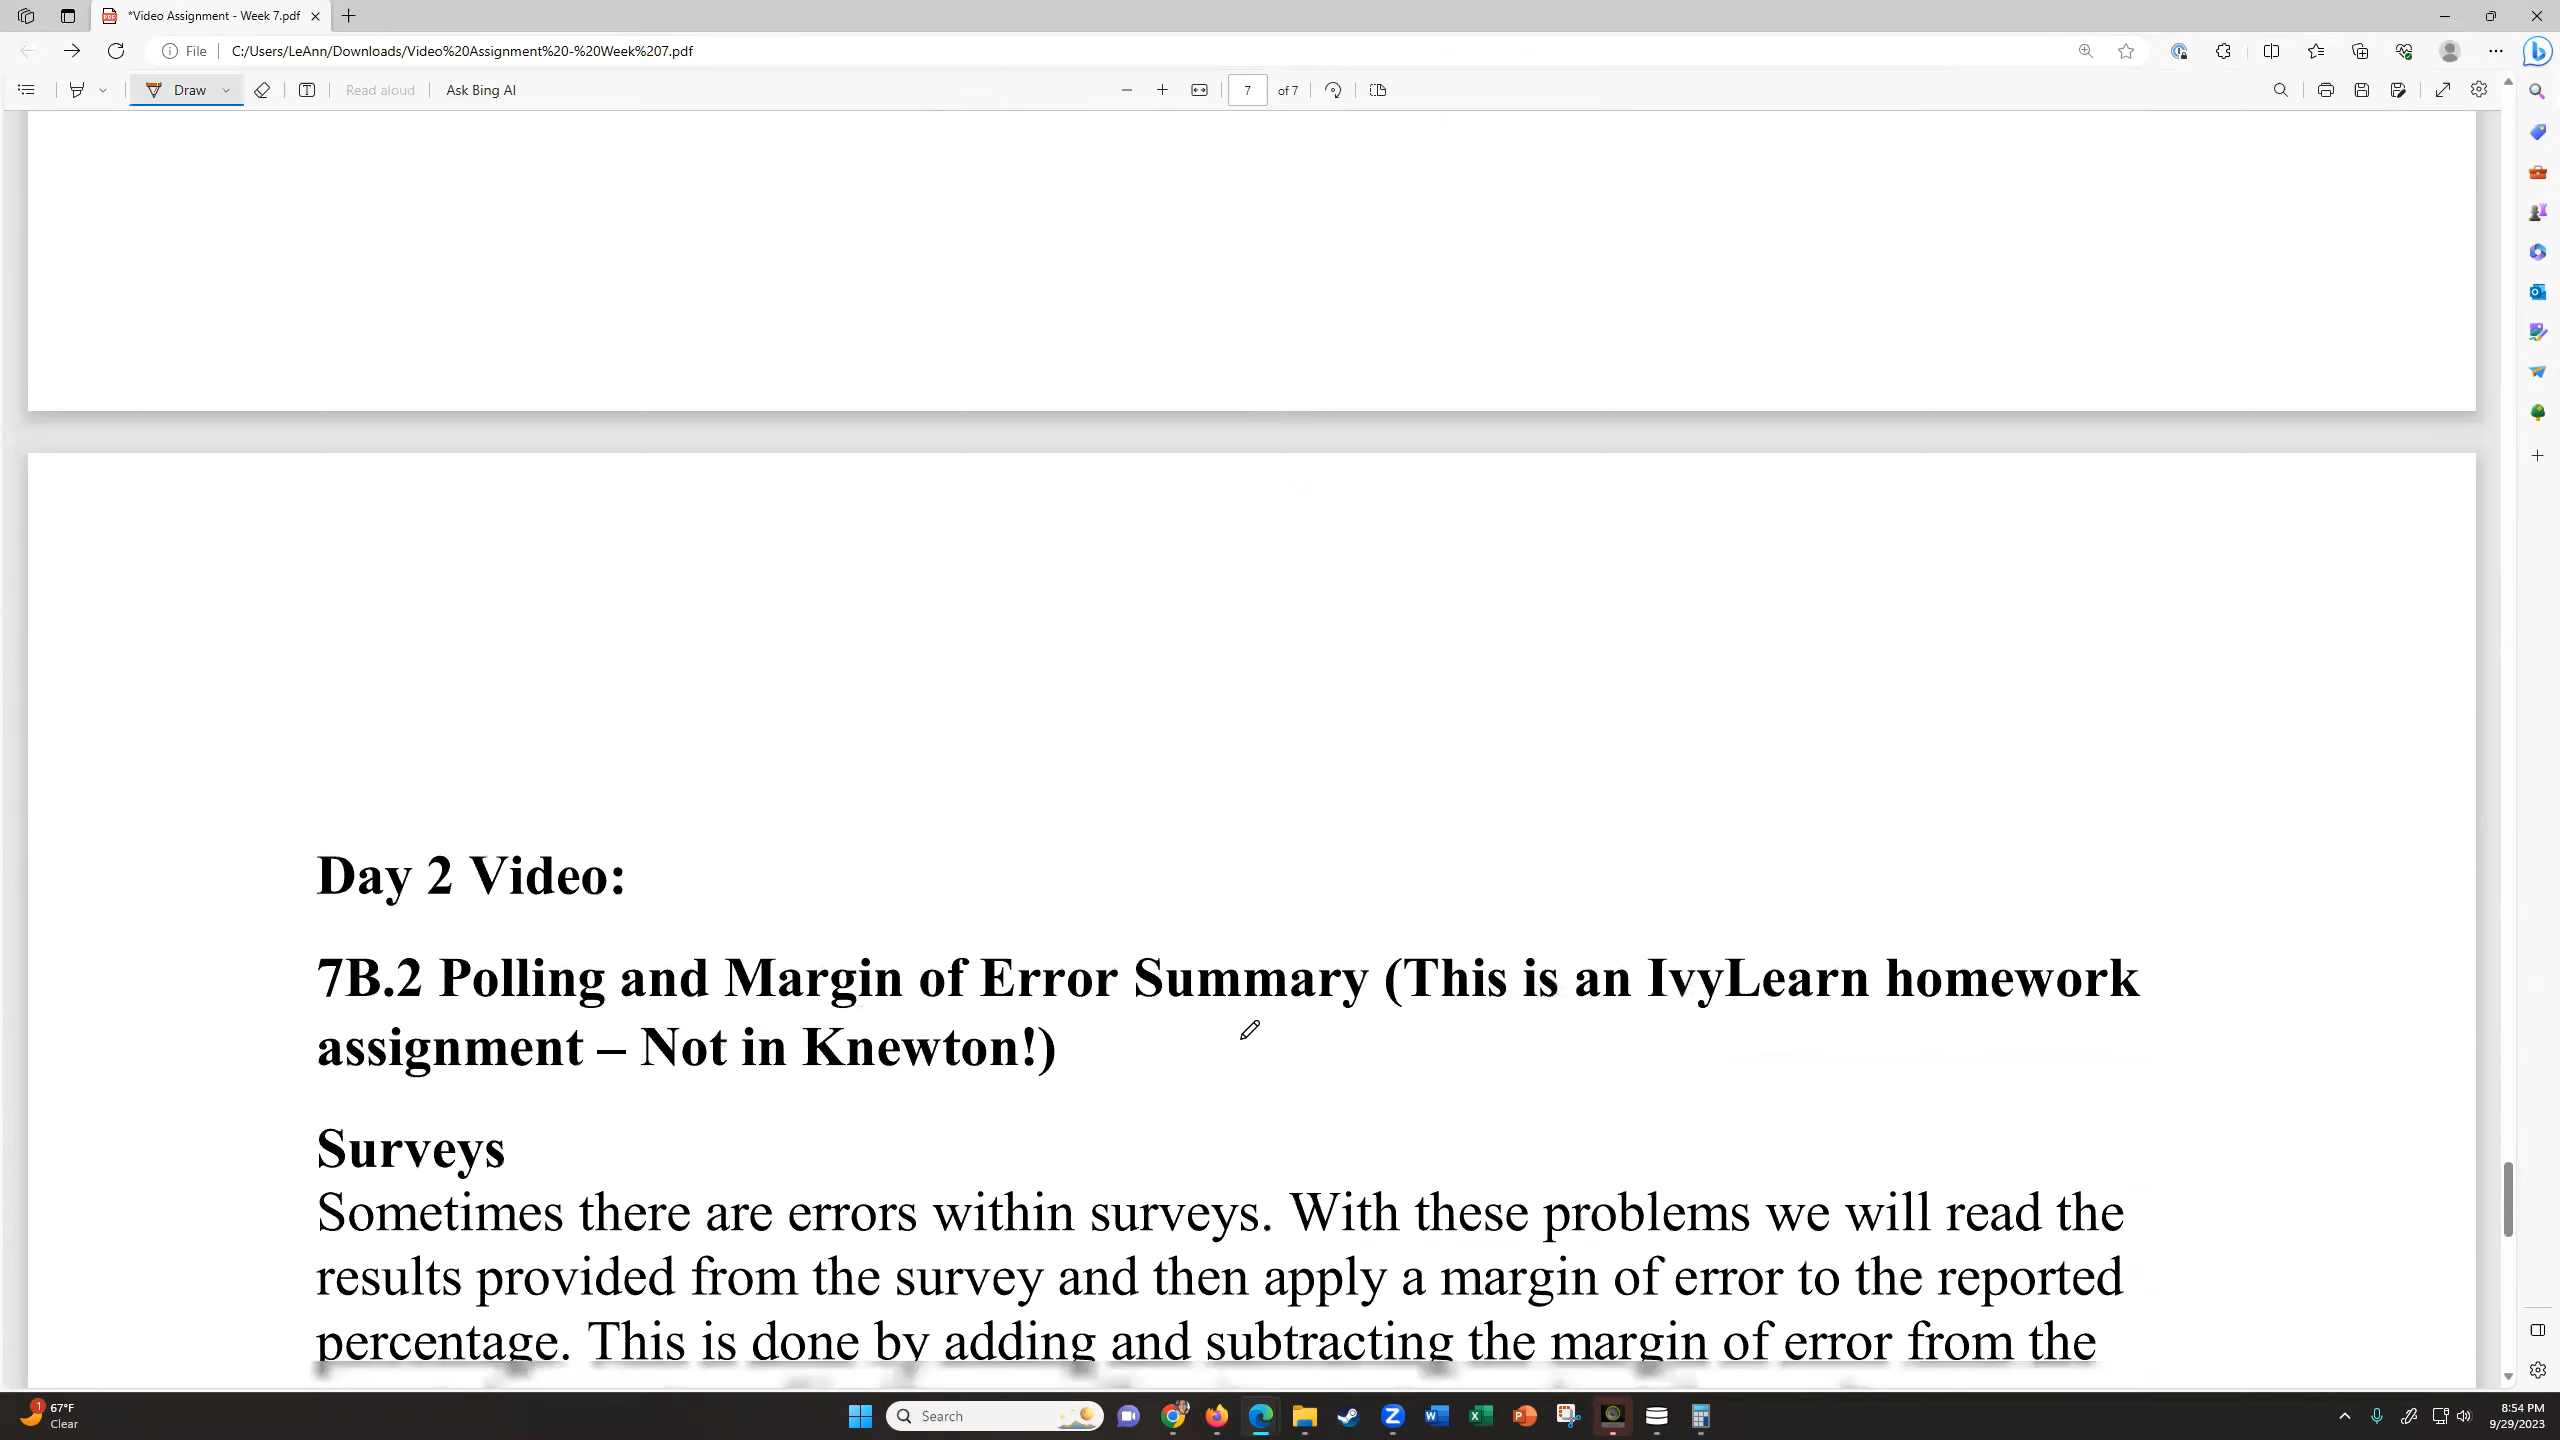 *Video Assignment - Week 7.pdf
File
C:/Users/LeAnn/Downloads/Video%20Assignment%20-%20Week%207.pdf
Draw
Read aloud
Ask Bing AI
7 of 7
Day 2 Video:
7B.2 Polling and Margin of Error Summary (This is an IvyLearn homework
assignment – Not in Knewton!)
Surveys
Sometimes there are errors within surveys. With these problems we will read the
results provided from the survey and then apply a margin of error to the reported
percentage. This is done by adding and subtracting the margin of error from the
1
67°F
Clear
Search
8:54 PM
9/29/2023